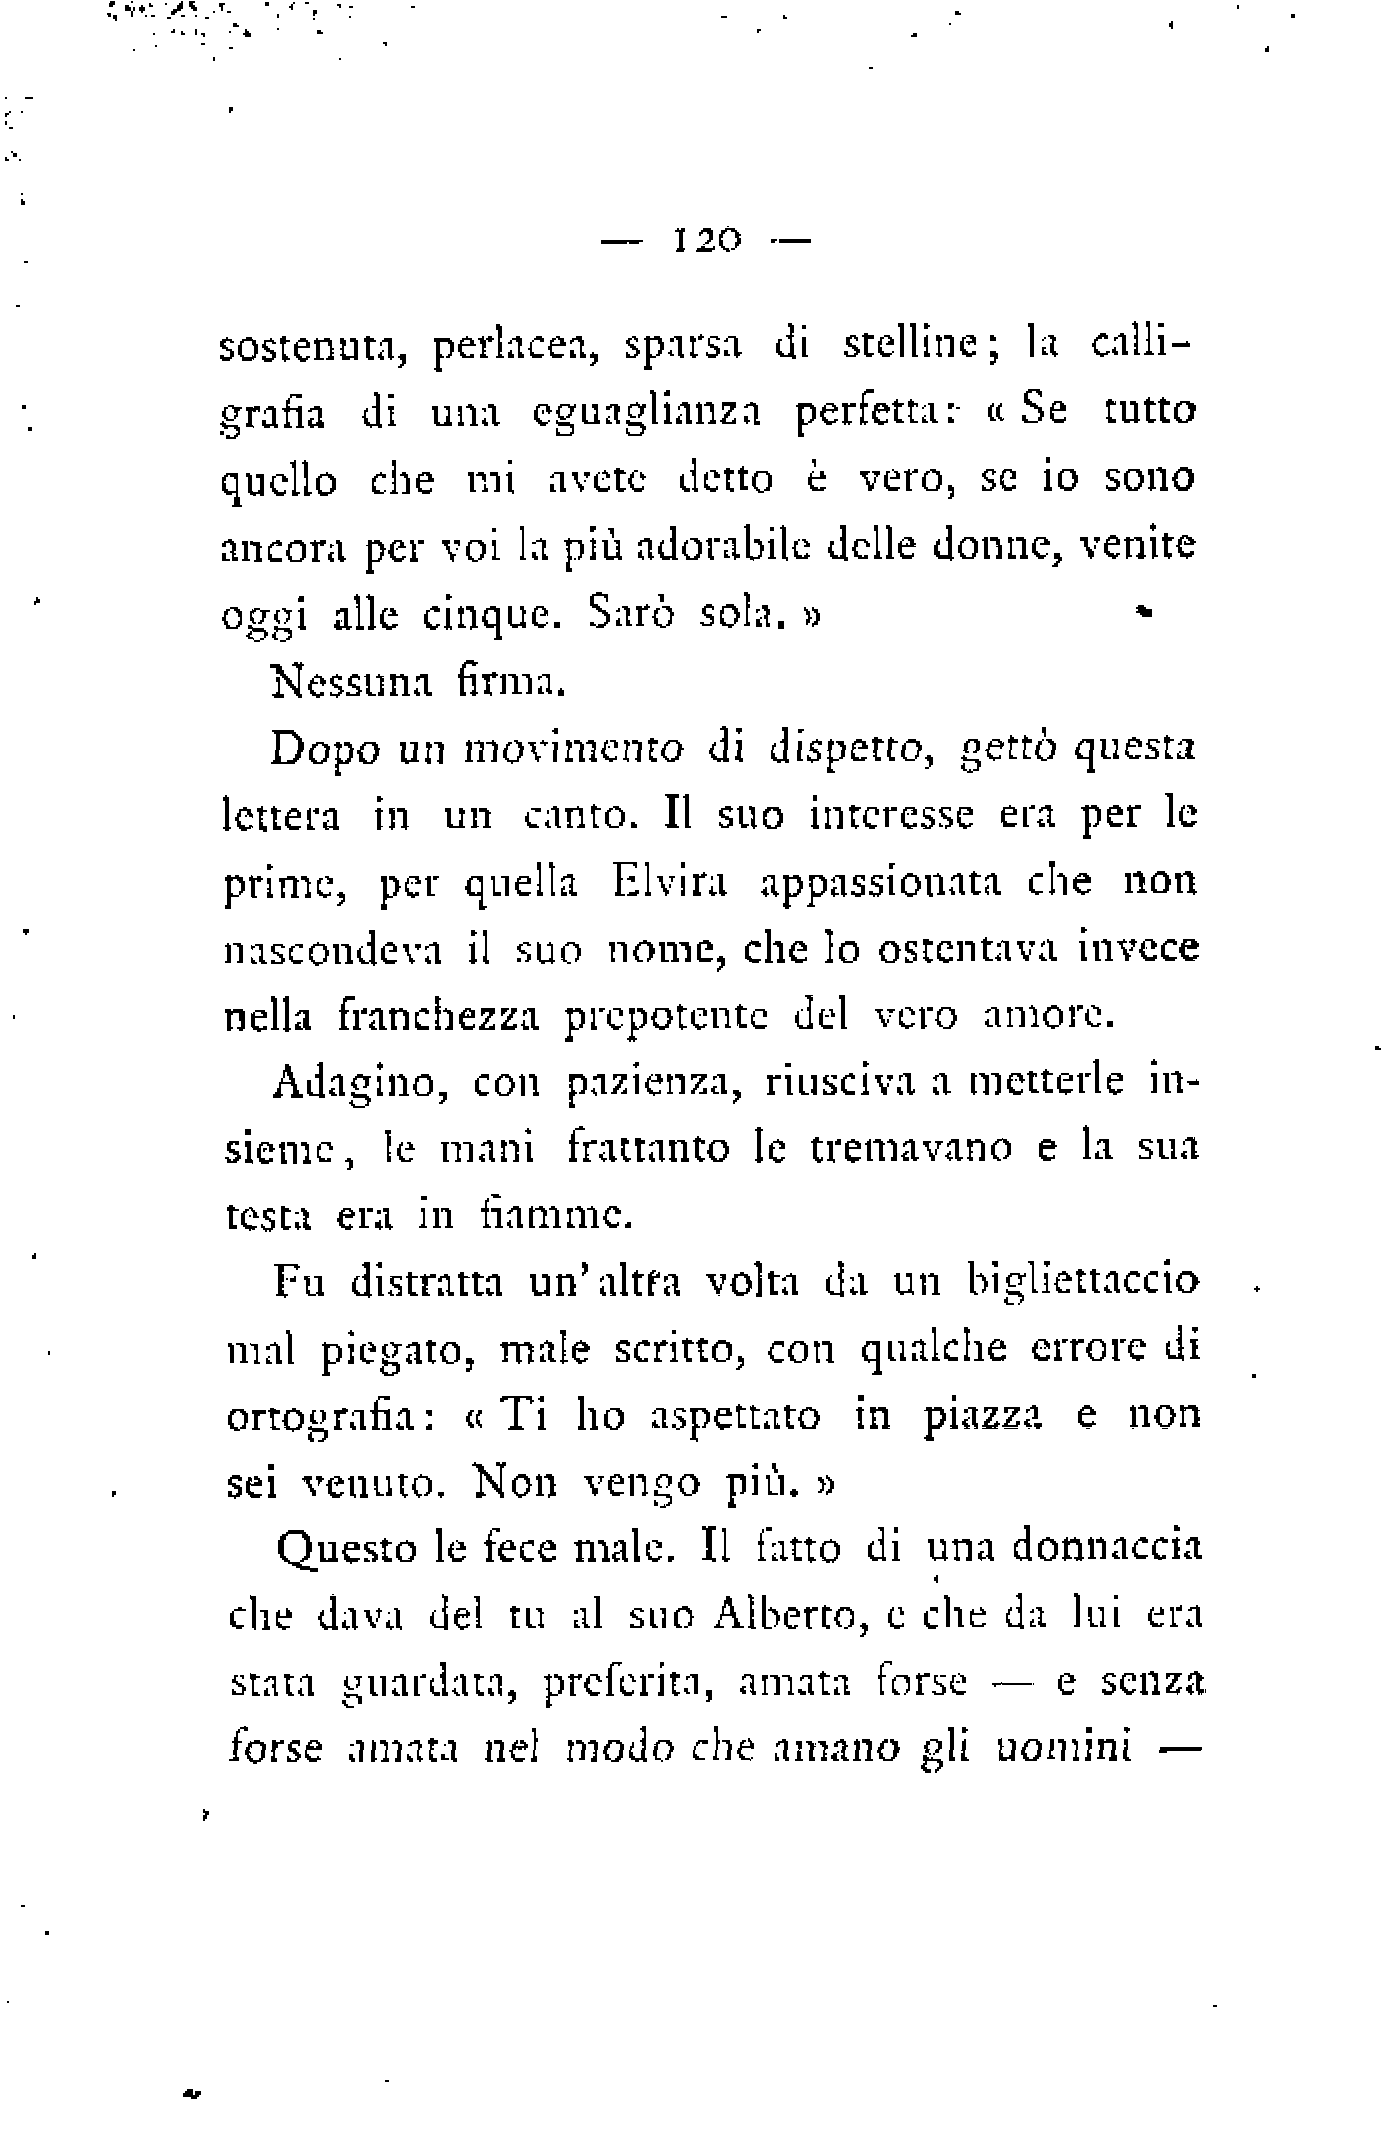 — 120 —
sostenuta, perlacea, sparsa di stelline; la calli-
grafia di una eguaglianza perfetta: « Se tutto
quello che mi avete detto è vero, se io sono
ancora per voi la più adorabile delle donne, venite
oggi alle cinque. Sarò sola. »
Nessuna firma.
Dopo un movimento di dispetto, gettò questa
lettera in un canto. Il suo interesse era per le
prime, per quella Elvira appassionata che non
nascondeva il suo nome, che lo ostentava invece
nella franchezza prepotente del vero amore.
Adagino, con pazienza, riusciva a metterle in-
sieme, le mani frattanto le tremavano e la sua
testa era in fiamme.
Fu distratta un'altra volta da un bigliettaccio
mal piegato, male scritto, con qualche errore di
ortografia: « Ti ho aspettato in piazza e non
sei venuto. Non vengo più. »
Questo le fece male. Il fatto di una donnaccia
che dava del tu al suo Alberto, e che da lui era
stata guardata, preferita, amata forse — e senza
forse amata nel modo che amano gli uomini —